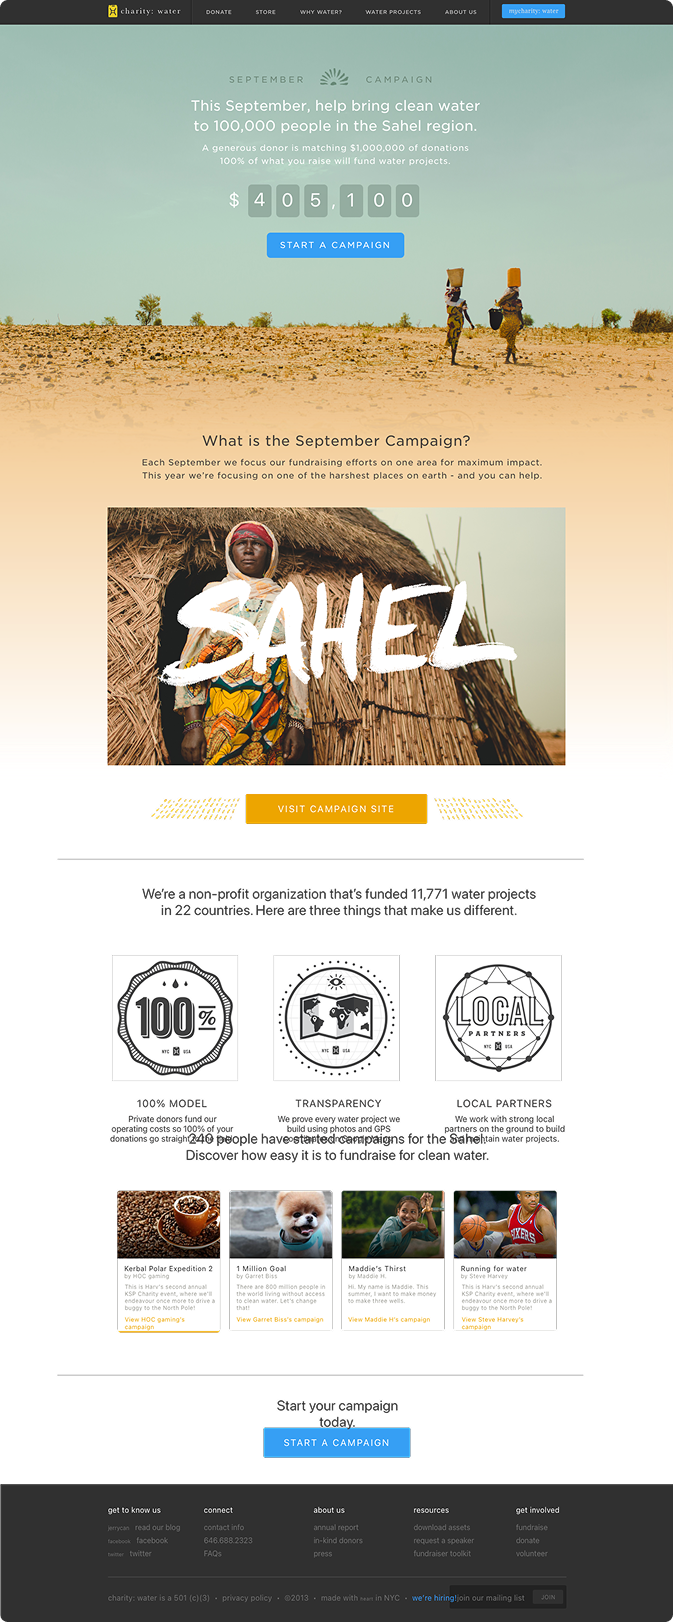 charity: water
DONATE
STORE
WHY WATER?
WATER PROJECTS
ABOUT US
mycharity: water
SEPTEMBER CAMPAIGN
This September, help bring clean water
to 100,000 people in the Sahel region.
A generous donor is matching $1,000,000 of donations
100% of what you raise will fund water projects.
$ 405,100
START A CAMPAIGN
What is the September Campaign?
Each September we focus our fundraising efforts on one area for maximum impact.
This year we're focusing on one of the harshest places on earth - and you can help.
SAHEL
VISIT CAMPAIGN SITE
We're a non-profit organization that's funded 11,771 water projects
in 22 countries. Here are three things that make us different.
100%
NYC USA
NYC USA
LOCAL
PARTNERS
NYC USA
100% MODEL
Private donors fund our
operating costs so 100% of your
donations go straight
TRANSPARENCY
We prove every water project we
build using photos and GPS
LOCAL PARTNERS
We work with strong local
partners on the ground to build
maintain water projects.
240 people have started campaigns for the Sahel.
Discover how easy it is to fundraise for clean water.
Kerbal Polar Expedition 2
by HOC gaming
This is Harv's second annual
KSP Charity event, where we'll
endeavour once more to drive a
buggy to the North Pole!
View HOC gaming's
campaign
1 Million Goal
by Garret Biss
There are 800 million people in
the world living without access
to clean water. Let's change
that!
View Garret Biss's campaign
Maddie's Thirst
by Maddie H.
Hi. My name is Maddie. This
summer, I want to make money
to make three wells.
View Maddie H's campaign
SIXERS
Running for water
by Steve Harvey
This is Harv's second annual
KSP Charity event, where we'll
endeavour once more to drive a
buggy to the North Pole!
View Steve Harvey's
campaign
Start your campaign
today.
START A CAMPAIGN
get to know us
jerrycan read our blog
facebook facebook
twitter twitter
connect
contact info
646.688.2323
FAQs
about us
annual report
in-kind donors
press
resources
download assets
request a speaker
fundraiser toolkit
get involved
fundraise
donate
volunteer
charity: water is a 501 (c)(3) • privacy policy • ©2013 • made with heart in NYC • we're hiring!
join our mailing list
JOIN